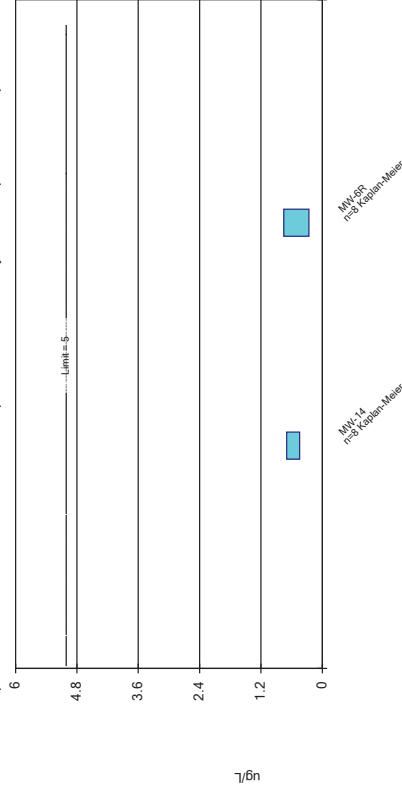 6
4.8
3.6
2.4
1.2
0
ug/L
Limit = 5
MW-14
n=8 Kaplan-Meier
MW-6R
n=8 Kaplan-Meier